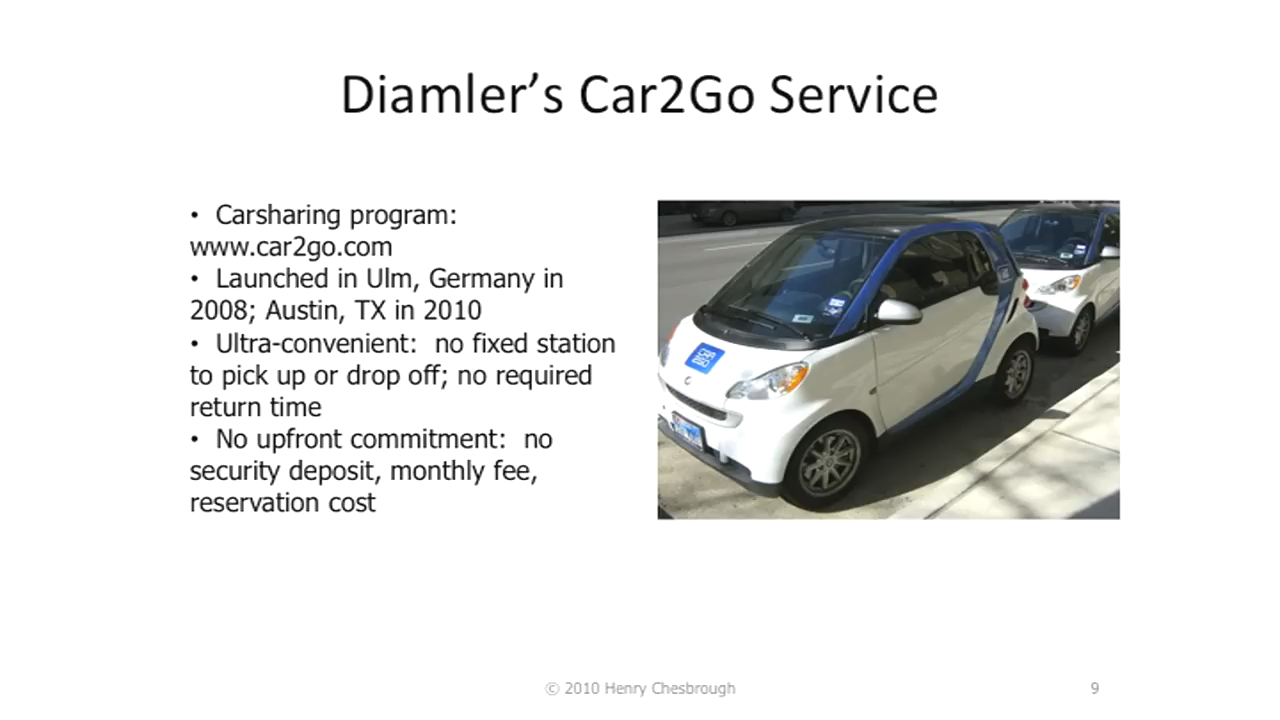 Diamler’s Car2Go Service
• Carsharing program:
www.car2go.com
• Launched in Ulm, Germany in
2008; Austin, TX in 2010
• Ultra-convenient:  no fixed station
to pick up or drop off; no required
return time
• No upfront commitment:  no
security deposit, monthly fee,
reservation cost
© 2010 Henry Chesbrough
9